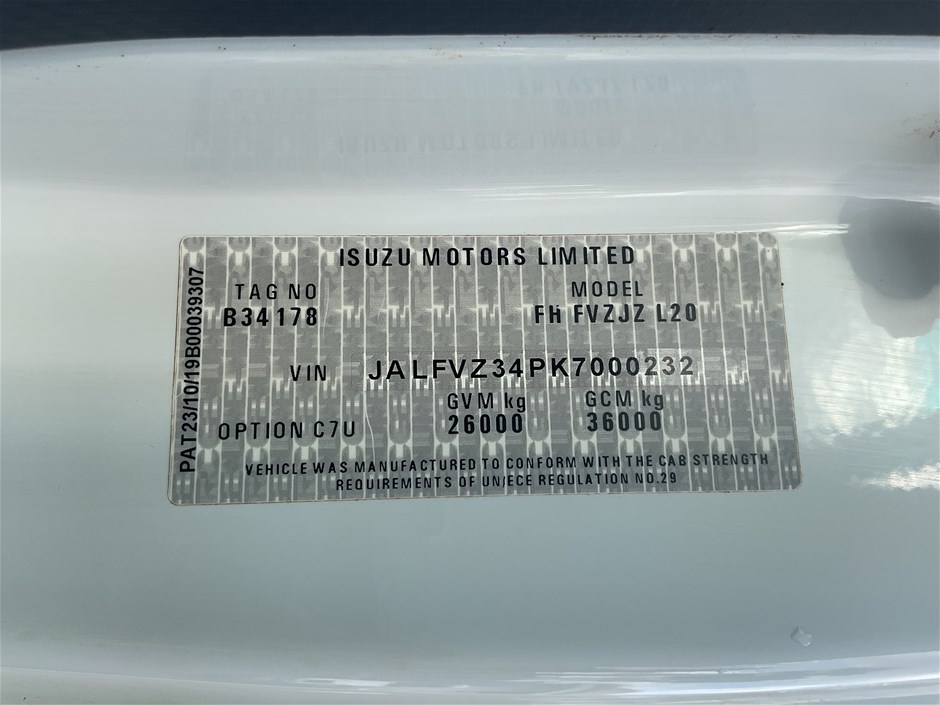 ISUZU MOTORS LIMITED
TAG NO
MODEL
B34178
FH FVZJZ L20
VIN JALFVZ34PK7000232
GVM kg
GCM kg
OPTION C7U
26000
36000
VEHICLE WAS MANUFACTURED TO CONFORM WITH THE CAB STRENGTH
REQUIREMENTS OF UN/ECE REGULATION NO.29
PAT23/10/19B00039307